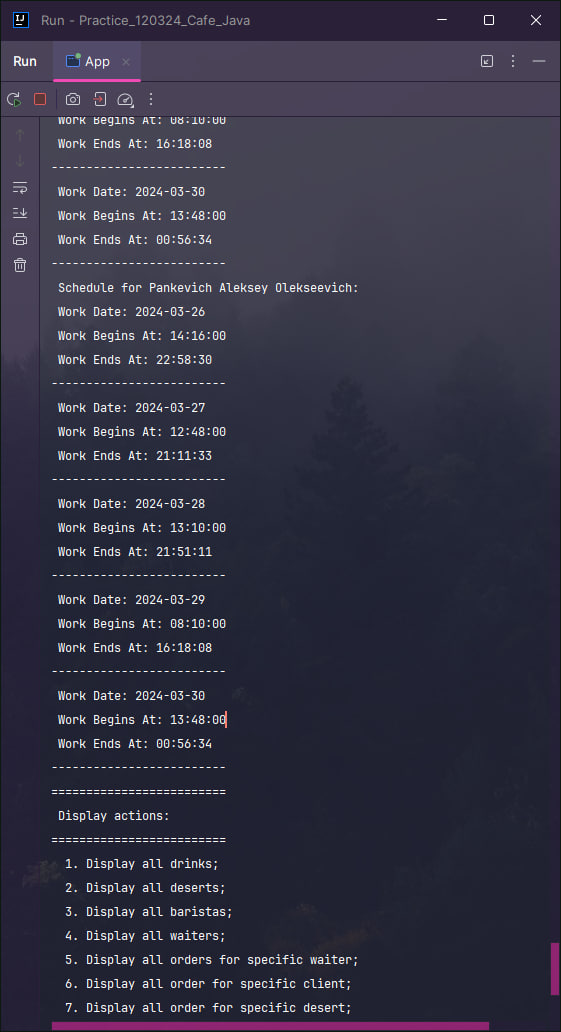 Run - Practice_120324_Cafe_Java
Run
App
Work Begins At: 08:10:00
Work Ends At: 16:18:08
-------------------------
Work Date: 2024-03-30
Work Begins At: 13:48:00
Work Ends At: 00:56:34
-------------------------
Schedule for Pankevich Aleksey Olekseevich:
Work Date: 2024-03-26
Work Begins At: 14:16:00
Work Ends At: 22:58:30
-------------------------
Work Date: 2024-03-27
Work Begins At: 12:48:00
Work Ends At: 21:11:33
-------------------------
Work Date: 2024-03-28
Work Begins At: 13:10:00
Work Ends At: 21:51:11
-------------------------
Work Date: 2024-03-29
Work Begins At: 08:10:00
Work Ends At: 16:18:08
-------------------------
Work Date: 2024-03-30
Work Begins At: 13:48:00
Work Ends At: 00:56:34
-------------------------
=========================
Display actions:
=========================
1. Display all drinks;
2. Display all deserts;
3. Display all baristas;
4. Display all waiters;
5. Display all orders for specific waiter;
6. Display all order for specific client;
7. Display all order for specific desert;